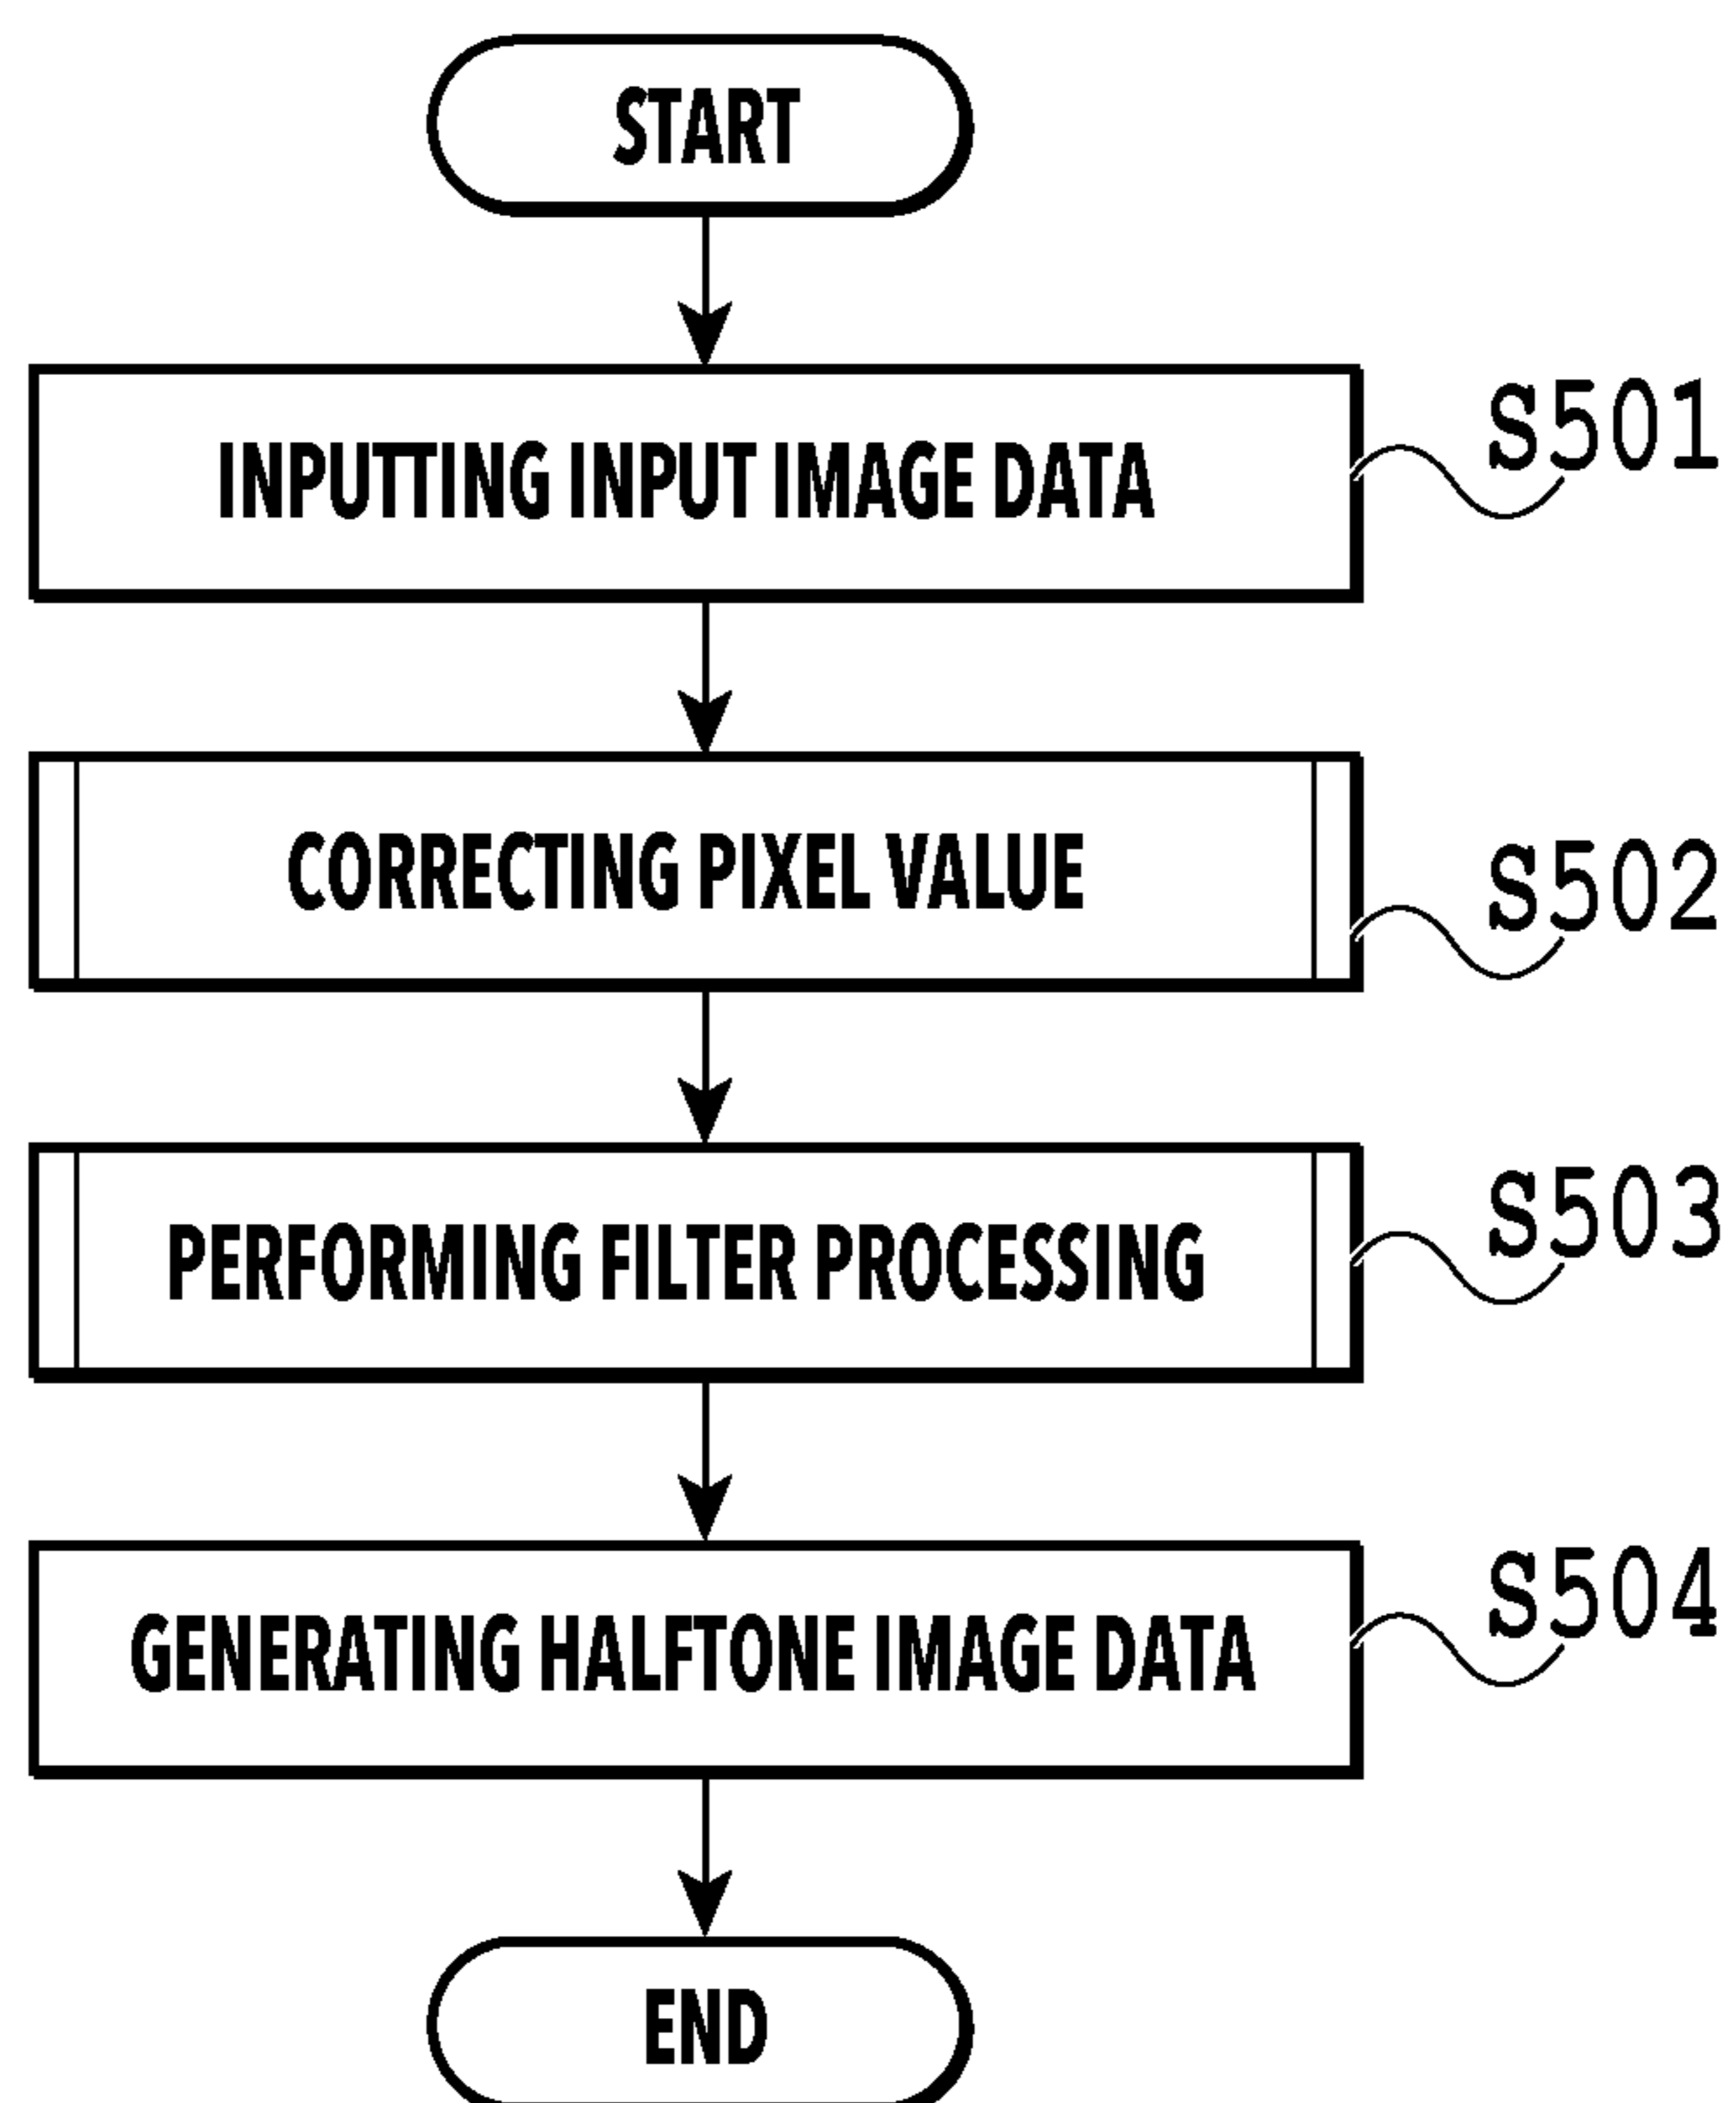 START
INPUTTING INPUT IMAGE DATA
S501
CORRECTING PIXEL VALUE
S502
PERFORMING FILTER PROCESSING
S503
GENERATING HALFTONE IMAGE DATA
S504
END